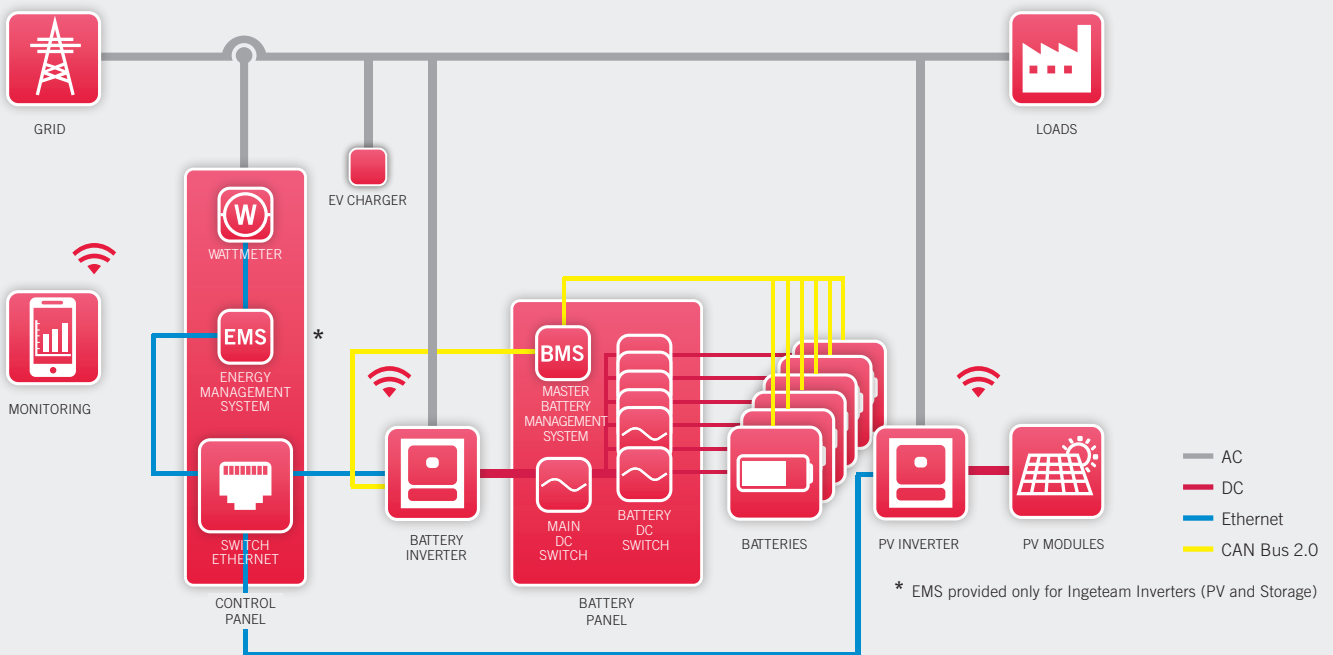 GRID
LOADS
EV CHARGER
W
WATTMETER
EMS
*
ENERGY
MANAGEMENT
SYSTEM
MONITORING
BMS
MASTER
BATTERY
MANAGEMENT
SYSTEM
SWITCH
ETHERNET
CONTROL
PANEL
BATTERY
INVERTER
MAIN
DC
SWITCH
BATTERY
DC
SWITCH
BATTERY
PANEL
BATTERIES
PV INVERTER
PV MODULES
AC
DC
Ethernet
CAN Bus 2.0
* EMS provided only for Ingeteam Inverters (PV and Storage)